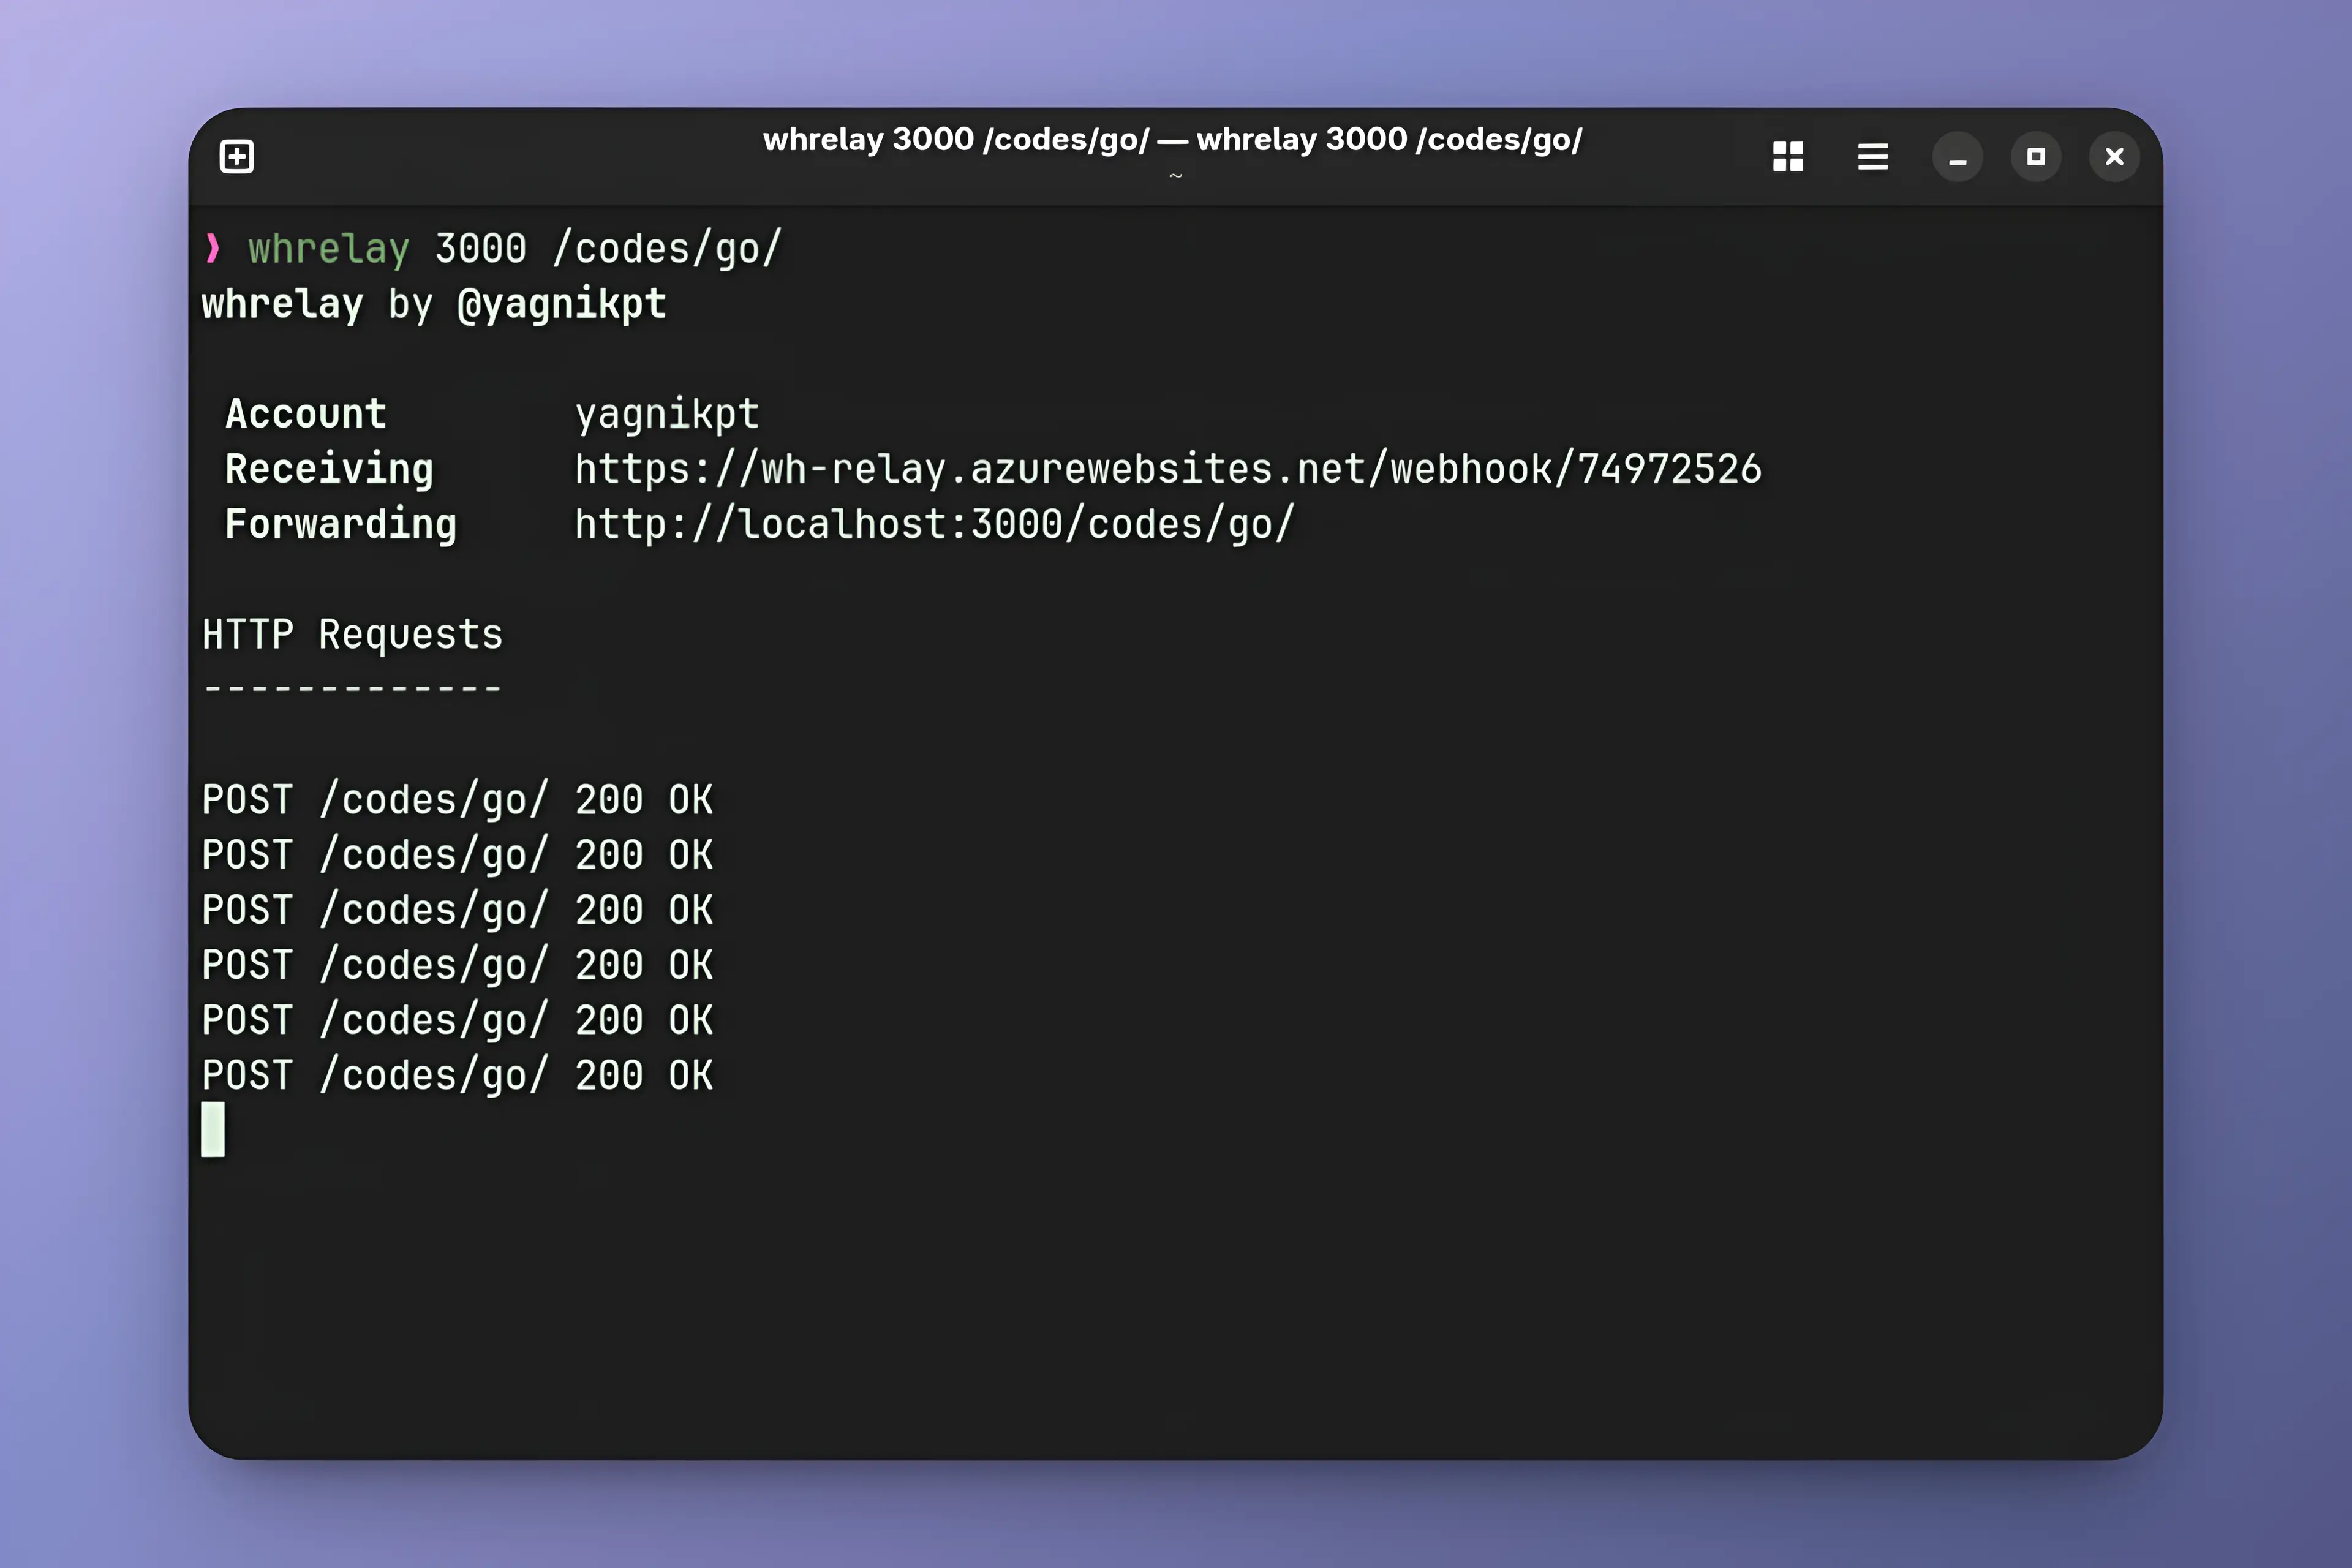 whrelay 3000 /codes/go/ — whrelay 3000 /codes/go/
~
❯ whrelay 3000 /codes/go/
whrelay by @yagnikpt
Account yagnikpt
Receiving https://wh-relay.azurewebsites.net/webhook/74972526
Forwarding http://localhost:3000/codes/go/
HTTP Requests
-------------
POST /codes/go/ 200 OK
POST /codes/go/ 200 OK
POST /codes/go/ 200 OK
POST /codes/go/ 200 OK
POST /codes/go/ 200 OK
POST /codes/go/ 200 OK